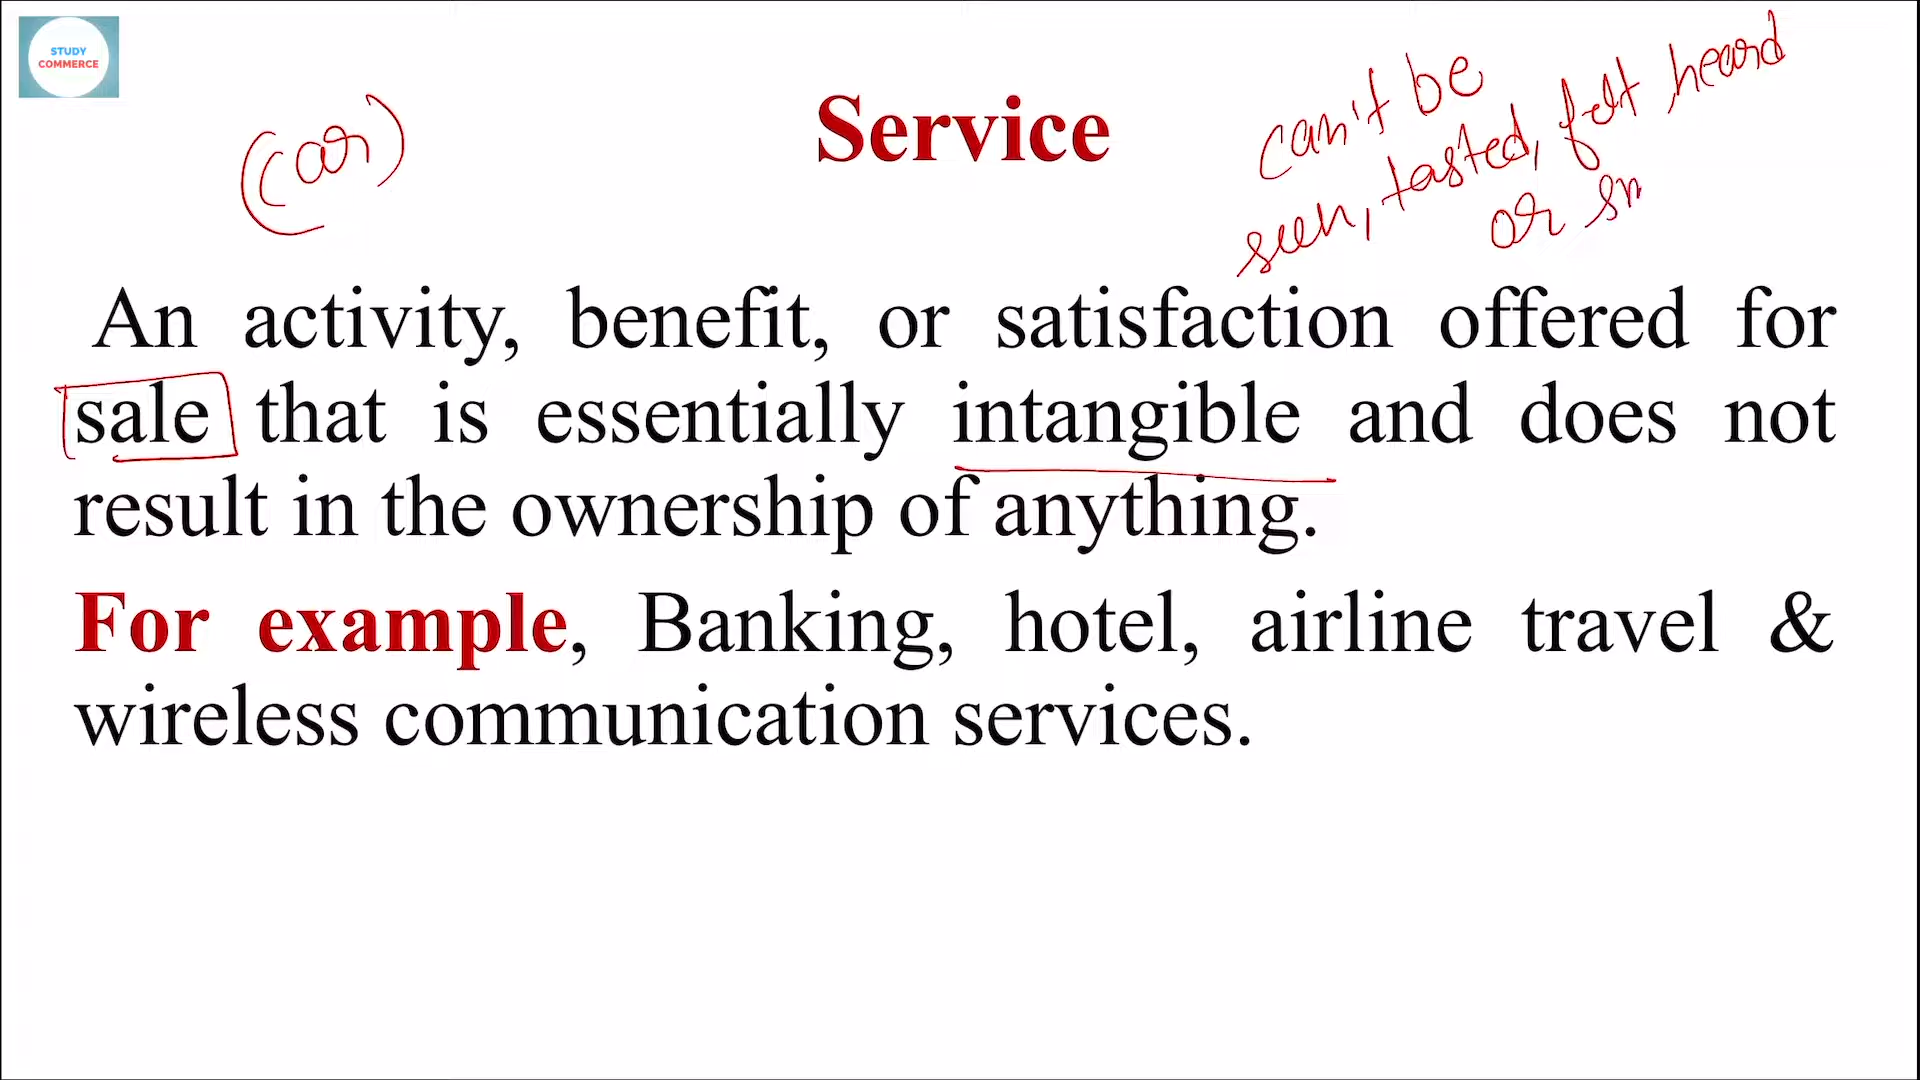 STUDY
COMMERCE
(car)
Service
can't be
seen, tasted, felt, heard
or sm
An activity, benefit, or satisfaction offered for
sale that is essentially intangible and does not
result in the ownership of anything.
For example, Banking, hotel, airline travel &
wireless communication services.